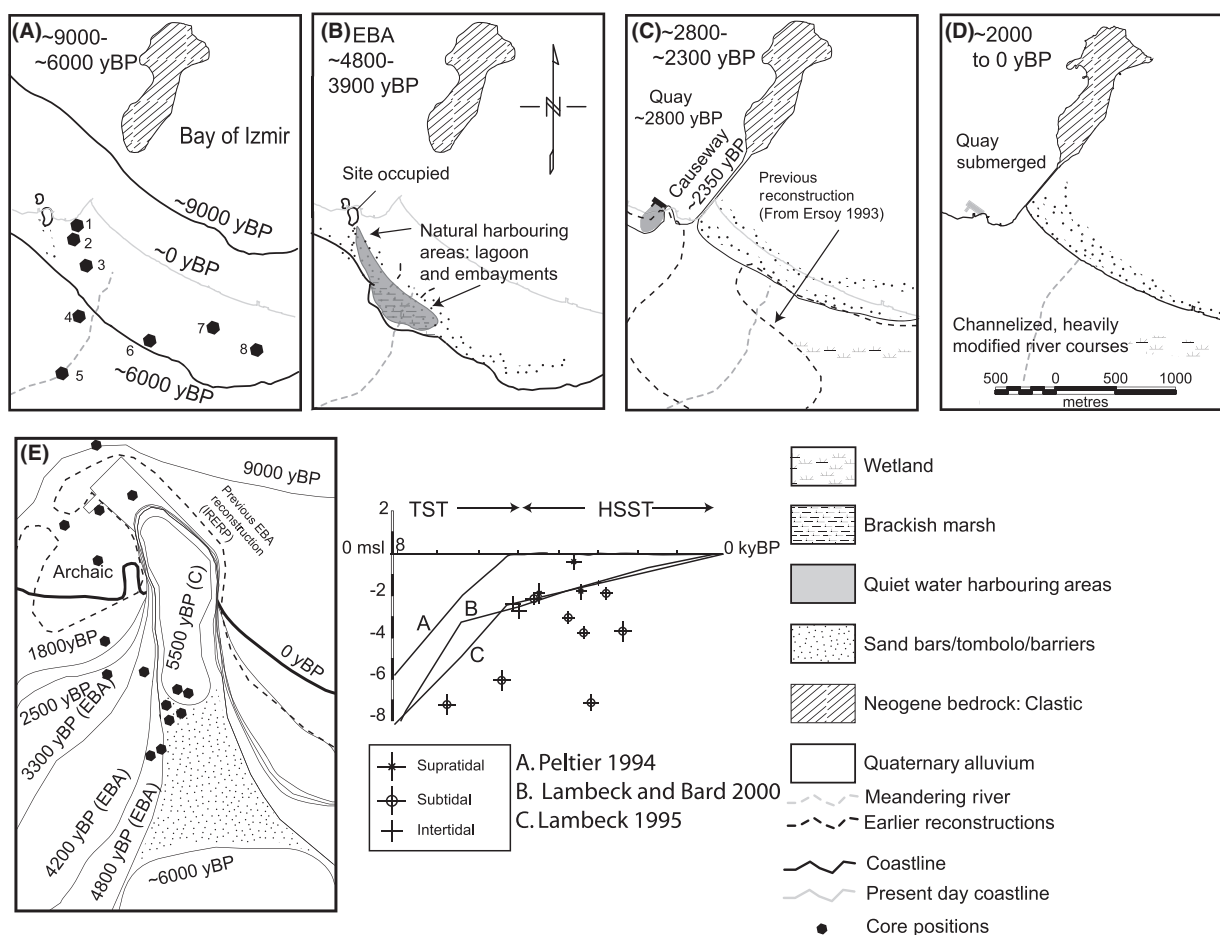 (A) ~9000-
~6000 yBP
Bay of Izmir
~9000 yBP
~0 yBP
~6000 yBP
1
2
3
4
5
6
7
8
(B) EBA
~4800-
3900 yBP
N
Site occupied
Natural harbouring
areas: lagoon
and embayments
(C) ~2800-
~2300 yBP
Quay
~2800 yBP
Causeway
~2350 yBP
Previous
reconstruction
(From Ersoy 1993)
(D) ~2000
to 0 yBP
Quay
submerged
Channelized, heavily
modified river courses
500 0 500 1000
metres
(E)
9000 yBP
Previous EBA
reconstruction
(IRERP)
Archaic
5500 yBP (C)
0 yBP
1800yBP
2500 yBP
3300 yBP (EBA)
4200 yBP (EBA)
4800 yBP (EBA)
~6000 yBP
TST HSST
2
0 msl
8
0 kyBP
-2
-4
-6
-8
A
B
C
Supratidal
Subtidal
Intertidal
A. Peltier 1994
B. Lambeck and Bard 2000
C. Lambeck 1995
Wetland
Brackish marsh
Quiet water harbouring areas
Sand bars/tombolo/barriers
Neogene bedrock: Clastic
Quaternary alluvium
Meandering river
Earlier reconstructions
Coastline
Present day coastline
Core positions